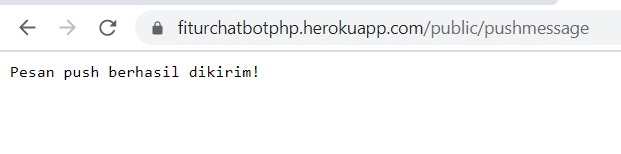 fiturchatbotphp.herokuapp.com/public/pushmessage
Pesan push berhasil dikirim!